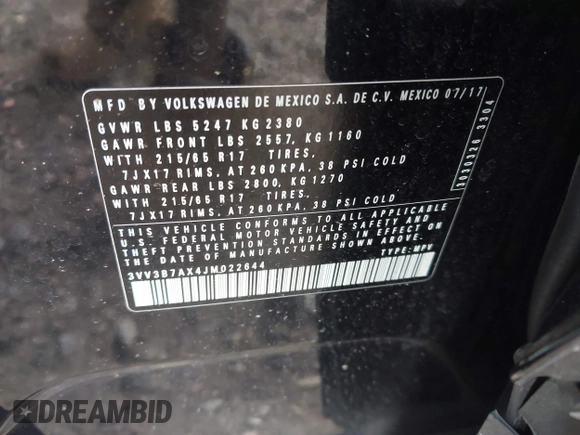 MFD BY VOLKSWAGEN DE MEXICO S.A. DE C.V. MEXICO 07/17
GVWR LBS 5247 KG 2380
GAWR FRONT LBS 2557, KG 1160
WITH 215/65 R17 TIRES,
7JX17 RIMS, AT 260 KPA, 38 PSI COLD
GAWR REAR LBS 2800, KG 1270
WITH 215/65 R17 TIRES,
7JX17 RIMS, AT 260 KPA, 38 PSI COLD
THIS VEHICLE CONFORMS TO ALL APPLICABLE
U.S. FEDERAL MOTOR VEHICLE SAFETY AND
THEFT PREVENTION STANDARDS IN EFFECT ON
THE DATE OF MANUFACTURE SHOWN ABOVE.
3VV3B7AX4JM022644 TYPE: MPV
3030326 3304
DREAMBID